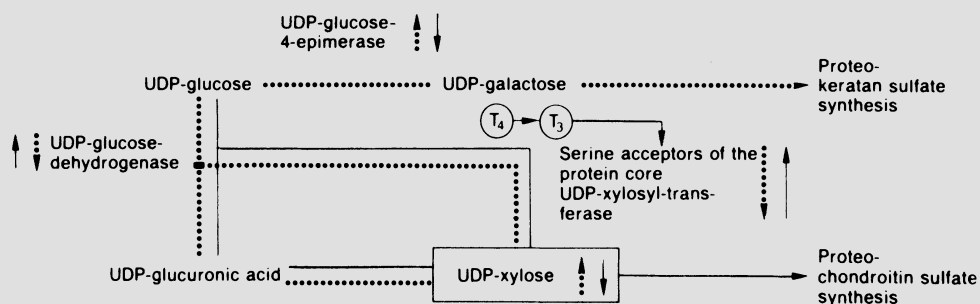 UDP-glucose-
4-epimerase
UDP-glucose
UDP-galactose
Proteo-
keratan sulfate
synthesis
T4
T3
UDP-glucose-
dehydrogenase
Serine acceptors of the
protein core
UDP-xylosyl-trans-
ferase
UDP-glucuronic acid
UDP-xylose
Proteo-
chondroitin sulfate
synthesis